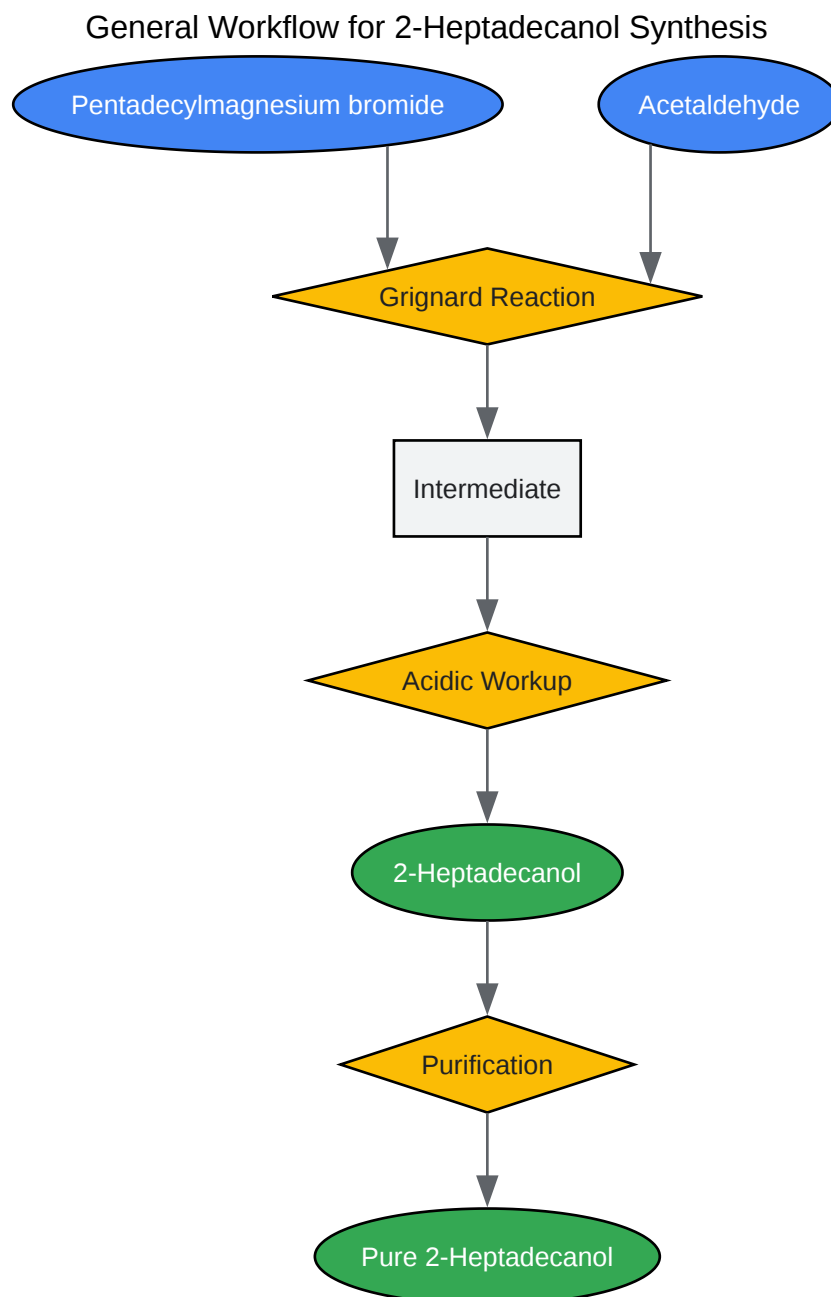 General Workflow for 2-Heptadecanol Synthesis
Pentadecylmagnesium bromide
Acetaldehyde
Grignard Reaction
Intermediate
Acidic Workup
2-Heptadecanol
Purification
Pure 2-Heptadecanol